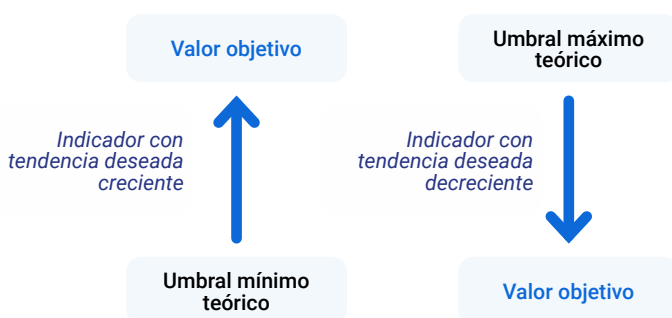 Valor objetivo
Indicador con
tendencia deseada
creciente
Umbral mínimo
teórico
Umbral máximo
teórico
Indicador con
tendencia deseada
decreciente
Valor objetivo